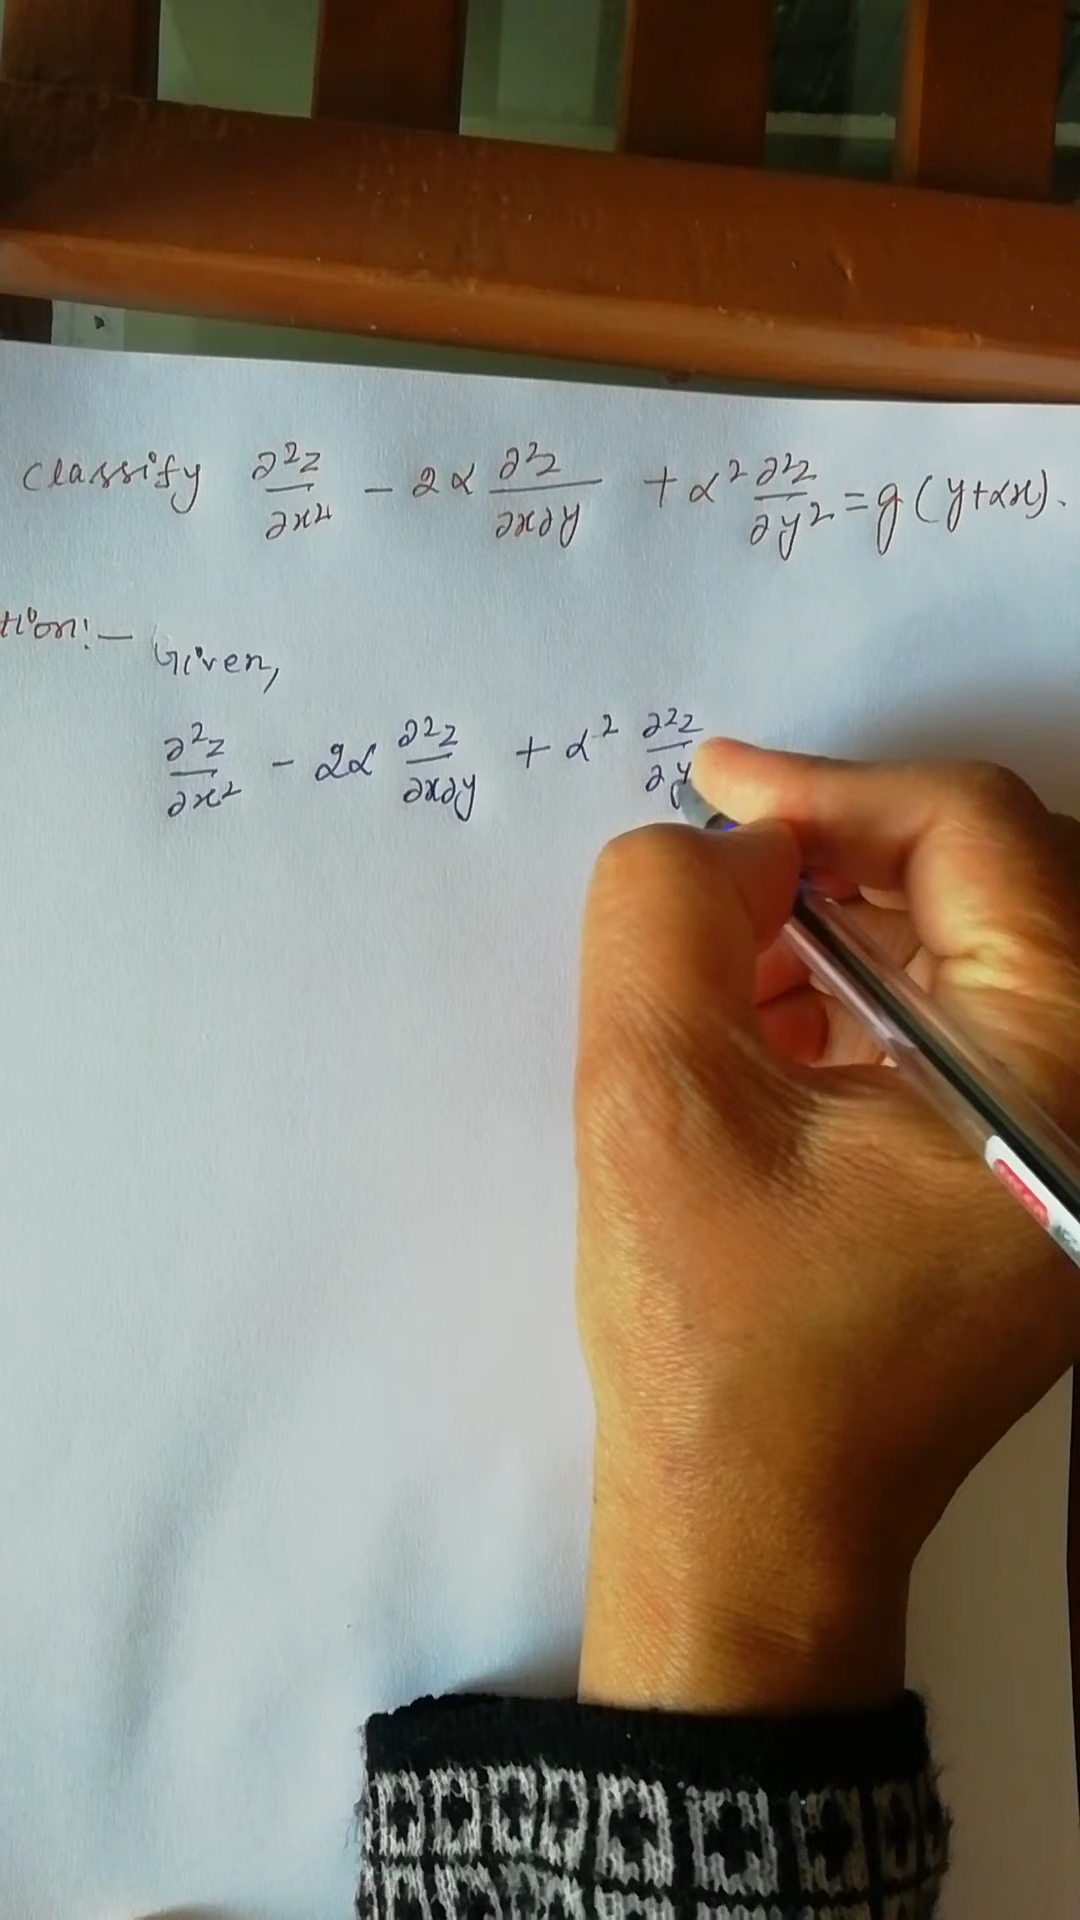 Classify ∂²z/∂x² - 2α ∂²z/∂x∂y + α² ∂²z/∂y² = g(y+αx).
tion:- Given,
∂²z/∂x² - 2α ∂²z/∂x∂y + α² ∂²z/∂y